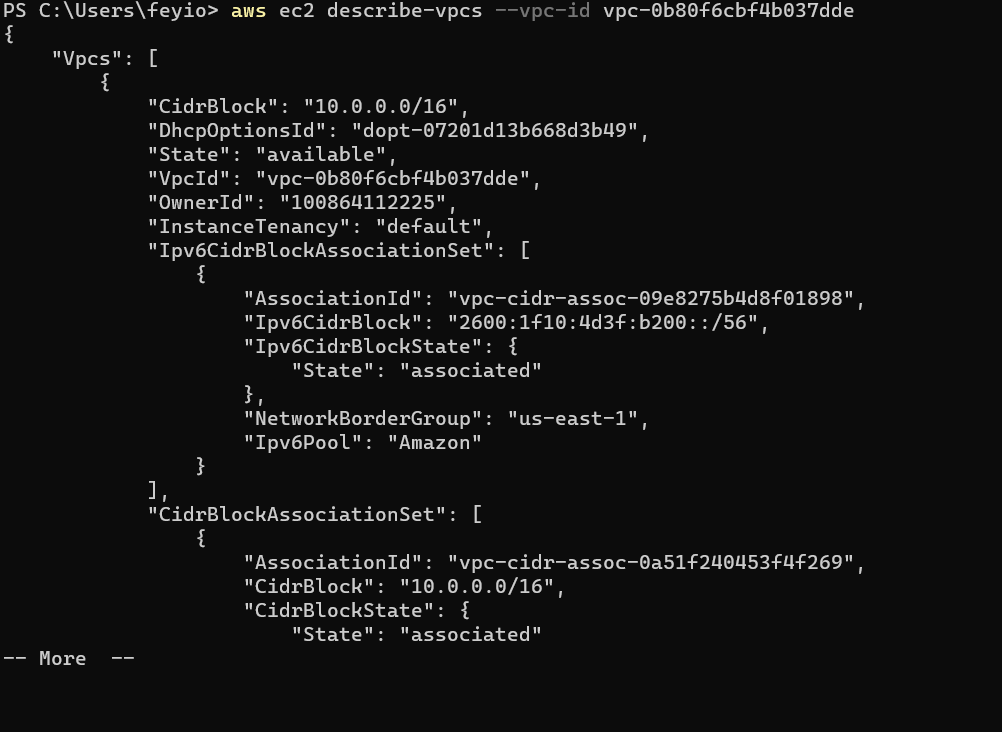 PS C:\Users\feyio> aws ec2 describe-vpcs --vpc-id vpc-0b80f6cbf4b037dde
{
    "Vpcs": [
        {
            "CidrBlock": "10.0.0.0/16",
            "DhcpOptionsId": "dopt-07201d13b668d3b49",
            "State": "available",
            "VpcId": "vpc-0b80f6cbf4b037dde",
            "OwnerId": "100864112225",
            "InstanceTenancy": "default",
            "Ipv6CidrBlockAssociationSet": [
                {
                    "AssociationId": "vpc-cidr-assoc-09e8275b4d8f01898",
                    "Ipv6CidrBlock": "2600:1f10:4d3f:b200::/56",
                    "Ipv6CidrBlockState": {
                        "State": "associated"
                    },
                    "NetworkBorderGroup": "us-east-1",
                    "Ipv6Pool": "Amazon"
                }
            ],
            "CidrBlockAssociationSet": [
                {
                    "AssociationId": "vpc-cidr-assoc-0a51f240453f4f269",
                    "CidrBlock": "10.0.0.0/16",
                    "CidrBlockState": {
                        "State": "associated"
-- More  --